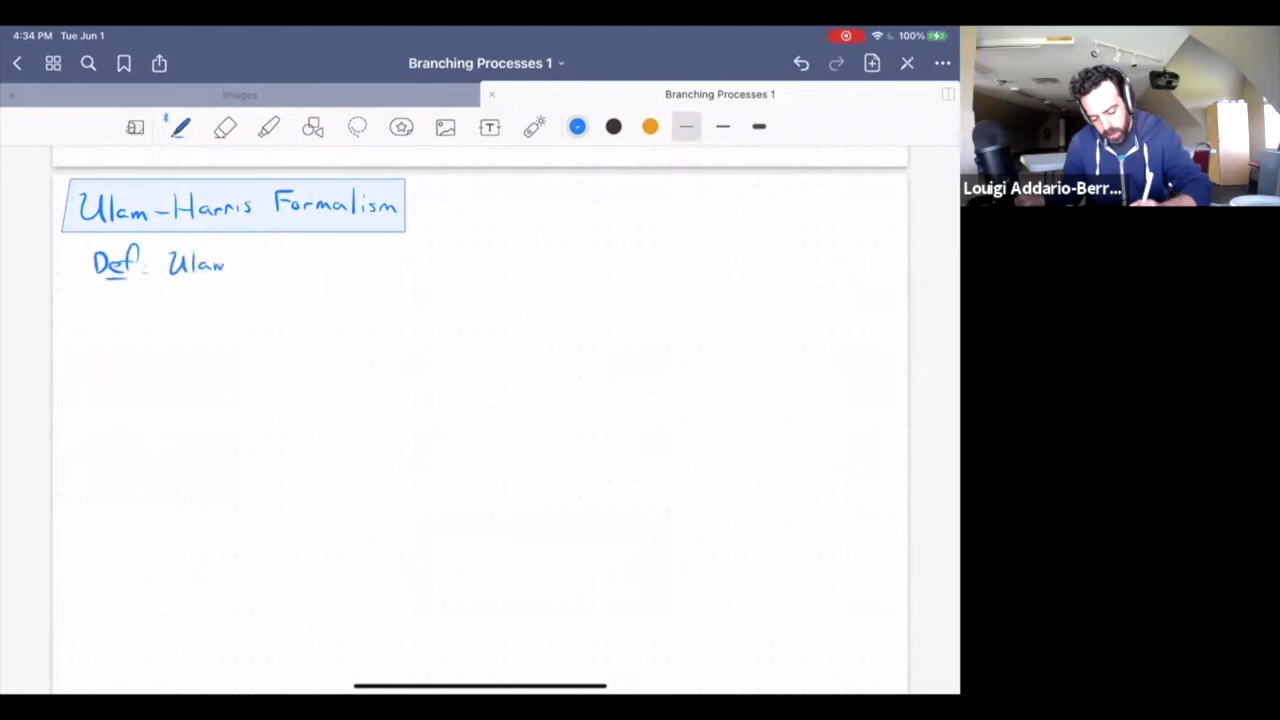 4:34 PM Tue Jun 1
100%
Branching Processes 1
Images
Branching Processes 1
Louigi Addario-Berr...
Ulam-Harris Formalism
Def: Ulam